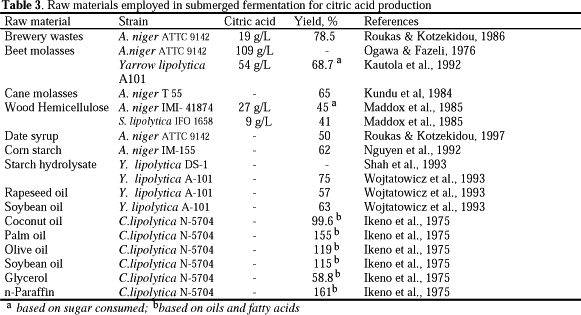 Table 3. Raw materials employed in submerged fermentation for citric acid production
Raw material Strain Citric acid Yield, % References
Brewery wastes A. niger ATTC 9142 19 g/L 78.5 Roukas & Kotzekidou, 1986
Beet molasses A.niger ATTC 9142 109 g/L - Ogawa & Fazeli, 1976
Yarrow lipolytica 54 g/L 68.7 a Kautola et al., 1992
A101
Cane molasses A. niger T 55 - 65 Kundu et al, 1984
Wood Hemicellulose A. niger IMI- 41874 27 g/L 45 a Maddox et al., 1985
S. lipolytica IFO 1658 9 g/L 41 Maddox et al., 1985
Date syrup A. niger ATTC 9142 - 50 Roukas & Kotzekidou, 1997
Corn starch A. niger IM-155 - 62 Nguyen et al., 1992
Starch hydrolysate Y. lipolytica DS-1 - - Shah et al., 1993
Y. lipolytica A-101 75 Wojtatowicz et al., 1993
Rapeseed oil Y. lipolytica A-101 - 57 Wojtatowicz et al., 1993
Soybean oil Y. lipolytica A-101 - 63 Wojtatowicz et al., 1993
Coconut oil C.lipolytica N-5704 - 99.6 b Ikeno et al., 1975
Palm oil C.lipolytica N-5704 - 155 b Ikeno et al., 1975
Olive oil C.lipolytica N-5704 - 119 b Ikeno et al., 1975
Soybean oil C.lipolytica N-5704 - 115 b Ikeno et al., 1975
Glycerol C.lipolytica N-5704 - 58.8 b Ikeno et al., 1975
n-Paraffin C.lipolytica N-5704 - 161b Ikeno et al., 1975
a based on sugar consumed; bbased on oils and fatty acids